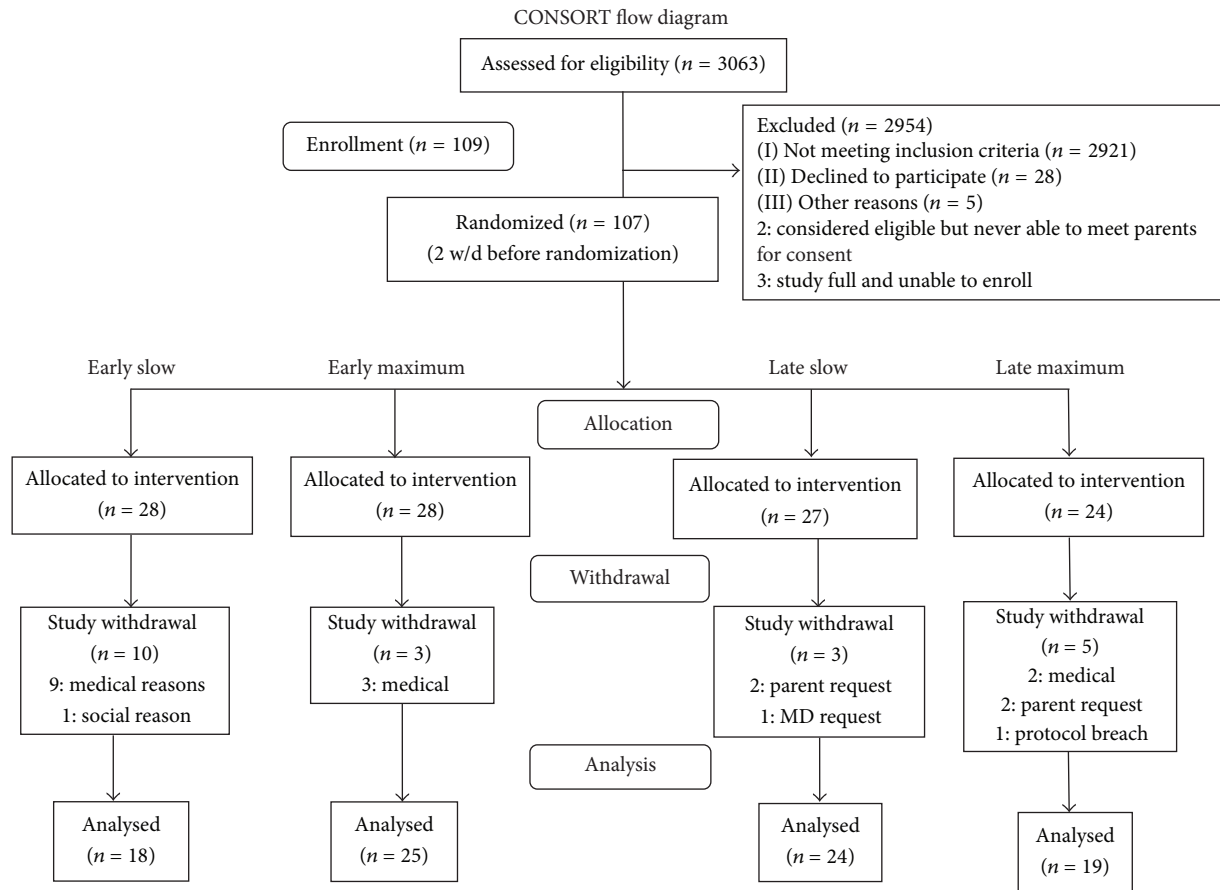 CONSORT flow diagram
Assessed for eligibility (n = 3063)
Enrollment (n = 109)
Excluded (n = 2954)
(I) Not meeting inclusion criteria (n = 2921)
(II) Declined to participate (n = 28)
(III) Other reasons (n = 5)
2: considered eligible but never able to meet parents
for consent
3: study full and unable to enroll
Randomized (n = 107)
(2 w/d before randomization)
Early slow
Early maximum
Late slow
Late maximum
Allocation
Allocated to intervention
(n = 28)
Allocated to intervention
(n = 28)
Allocated to intervention
(n = 27)
Allocated to intervention
(n = 24)
Withdrawal
Study withdrawal
(n = 10)
9: medical reasons
1: social reason
Study withdrawal
(n = 3)
3: medical
Study withdrawal
(n = 3)
2: parent request
1: MD request
Study withdrawal
(n = 5)
2: medical
2: parent request
1: protocol breach
Analysis
Analysed
(n = 18)
Analysed
(n = 25)
Analysed
(n = 24)
Analysed
(n = 19)